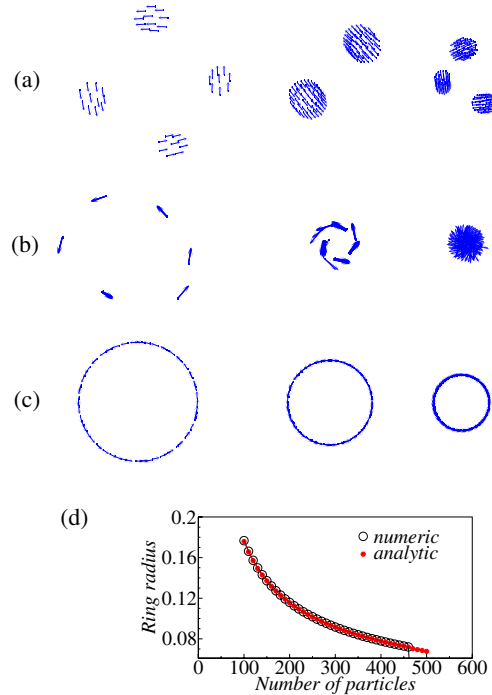 (a)
(b)
(c)
(d)
0.2
0.16
0.12
0.08
Ring radius
numeric
analytic
0 100 200 300 400 500 600
Number of particles